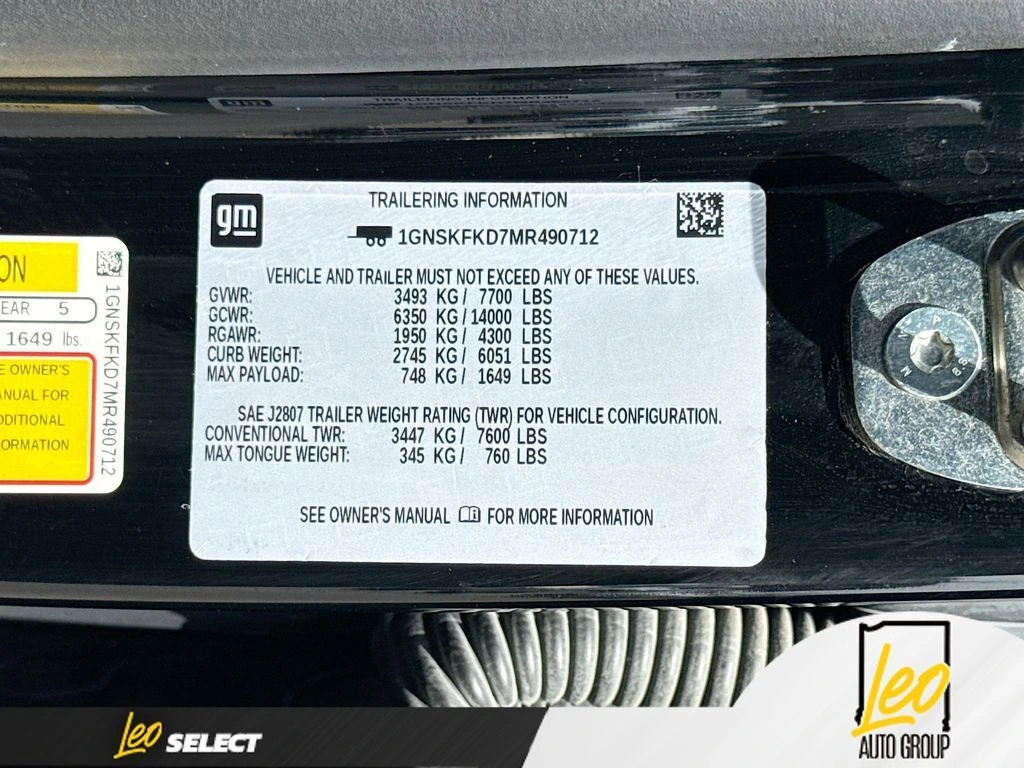 TRAILERING INFORMATION
gm
TRAILERING INFORMATION
1GNSKFKD7MR490712
VEHICLE AND TRAILER MUST NOT EXCEED ANY OF THESE VALUES.
GVWR: 3493 KG / 7700 LBS
GCWR: 6350 KG / 14000 LBS
RGAWR: 1950 KG / 4300 LBS
CURB WEIGHT: 2745 KG / 6051 LBS
MAX PAYLOAD: 748 KG / 1649 LBS
SAE J2807 TRAILER WEIGHT RATING (TWR) FOR VEHICLE CONFIGURATION.
CONVENTIONAL TWR: 3447 KG / 7600 LBS
MAX TONGUE WEIGHT: 345 KG / 760 LBS
SEE OWNER'S MANUAL FOR MORE INFORMATION
ON
EAR 5
1649 lbs.
E OWNER'S
ANUAL FOR
DDITIONAL
ORMATION
1GNSKFKD7MR490712
Leo SELECT
Leo
AUTO GROUP